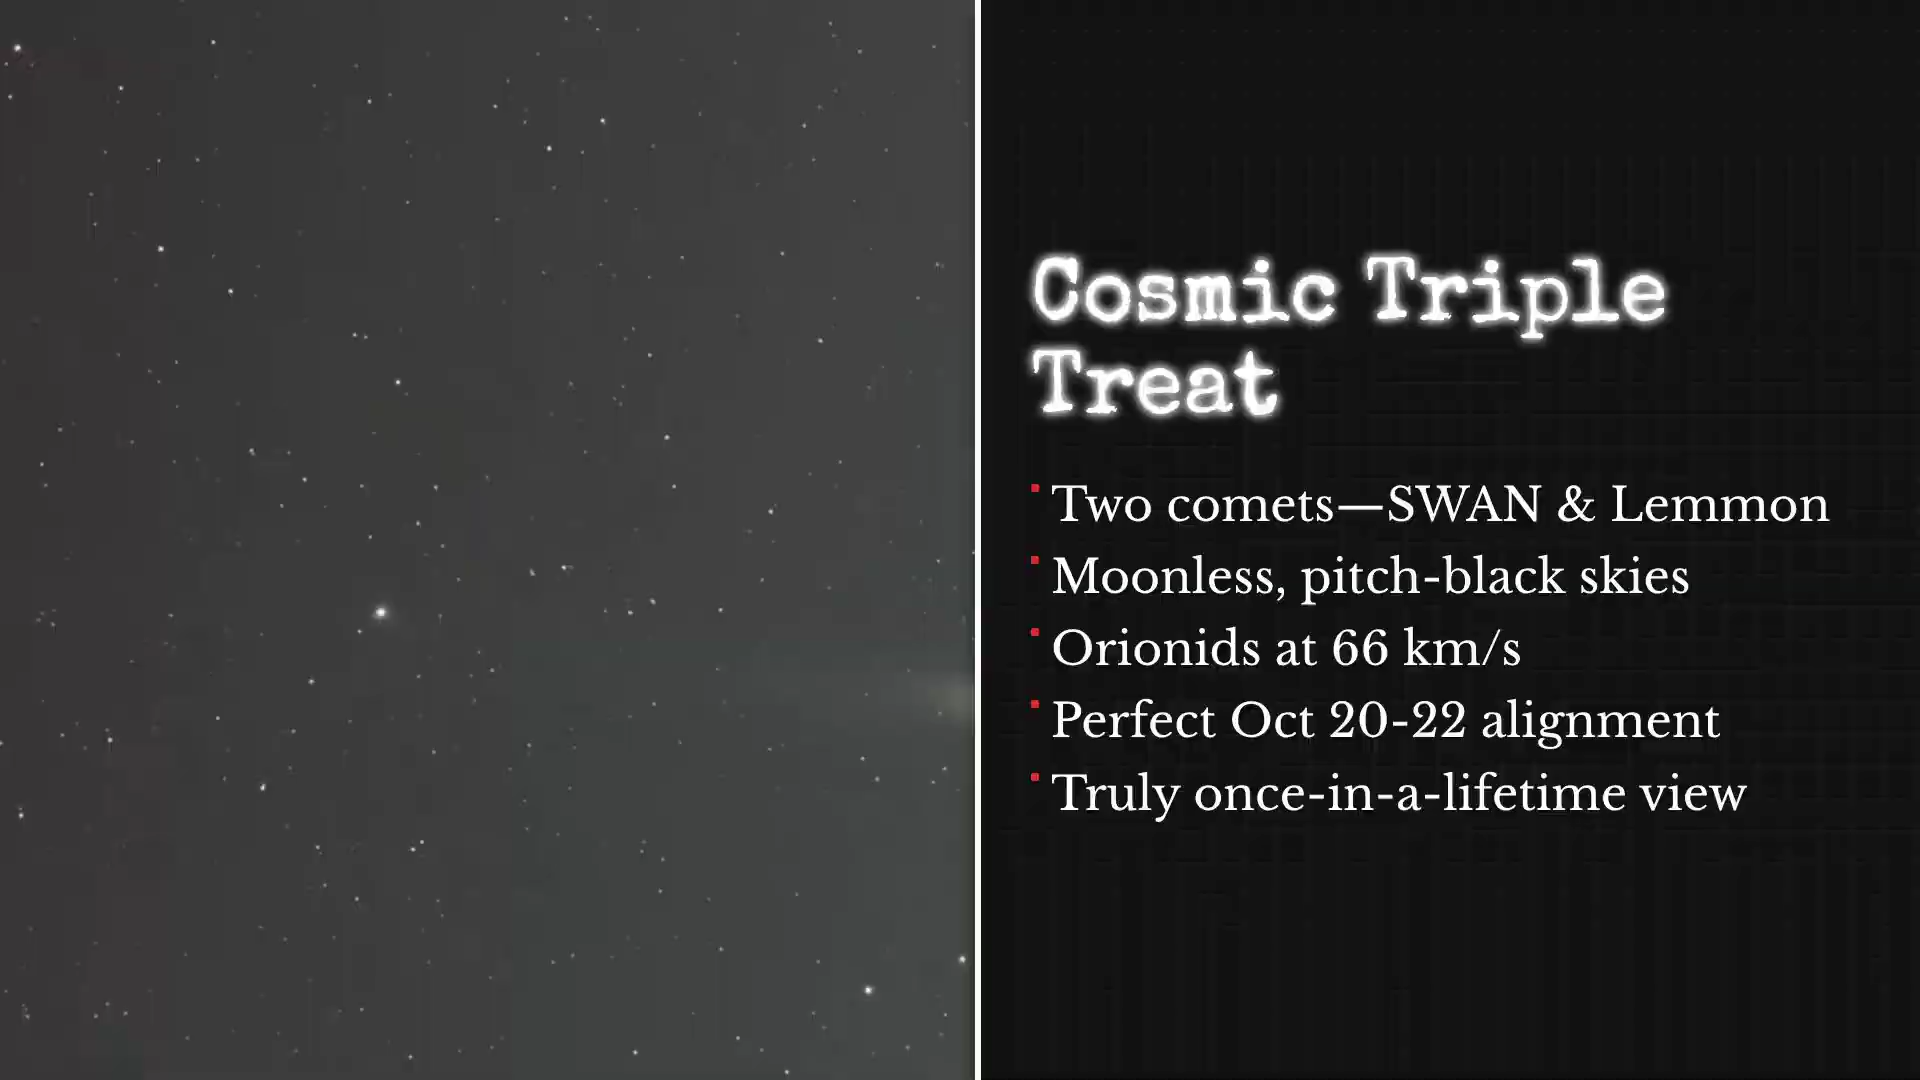 Cosmic Triple
Treat
Two comets—SWAN & Lemmon
Moonless, pitch-black skies
Orionids at 66 km/s
Perfect Oct 20-22 alignment
Truly once-in-a-lifetime view